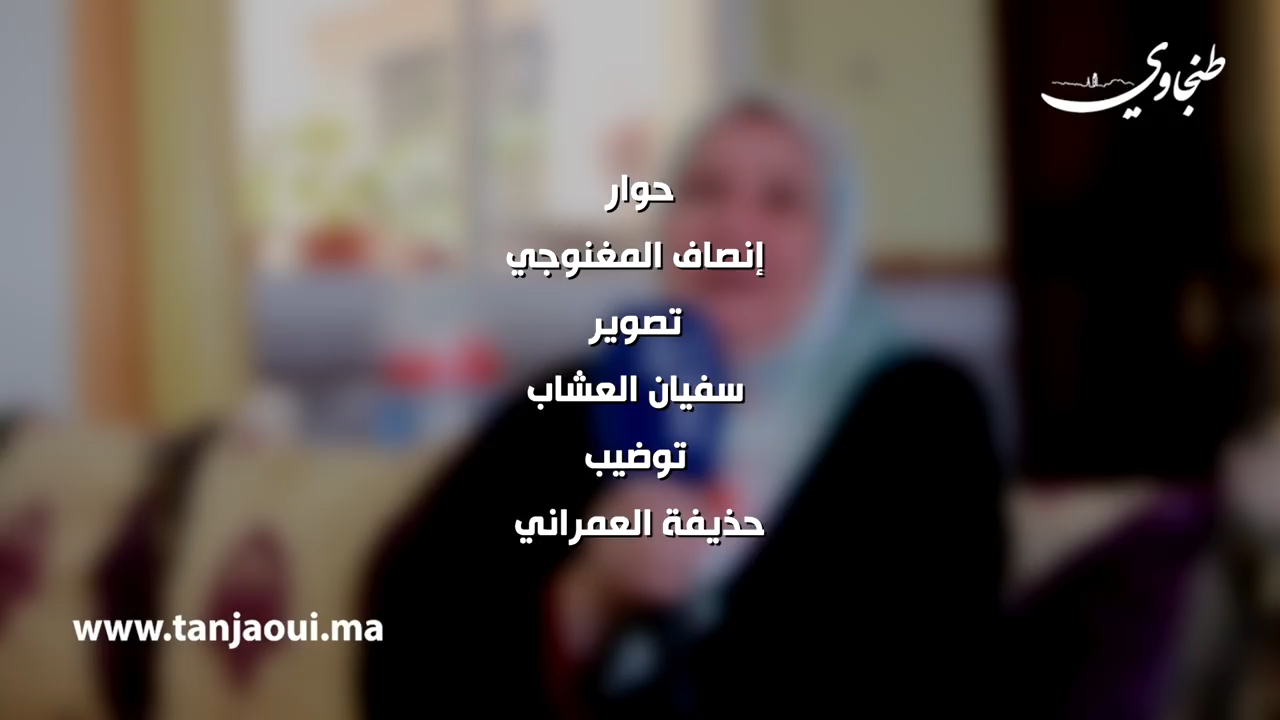 طنجاوي
حوار
إنصاف المغنوجي
تصوير
سفيان العشاب
توضيب
حذيفة العمراني
www.tanjaoui.ma